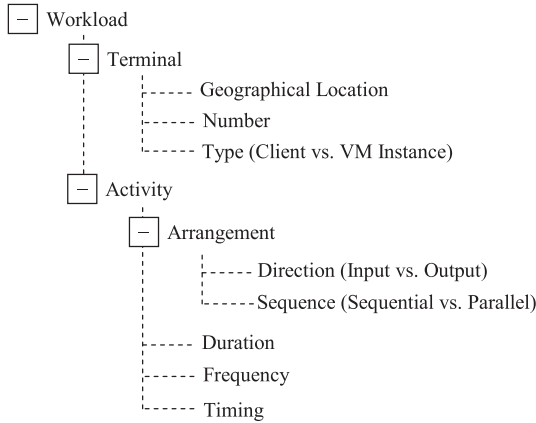 Workload
Terminal
Geographical Location
Number
Type (Client vs. VM Instance)
Activity
Arrangement
Direction (Input vs. Output)
Sequence (Sequential vs. Parallel)
Duration
Frequency
Timing